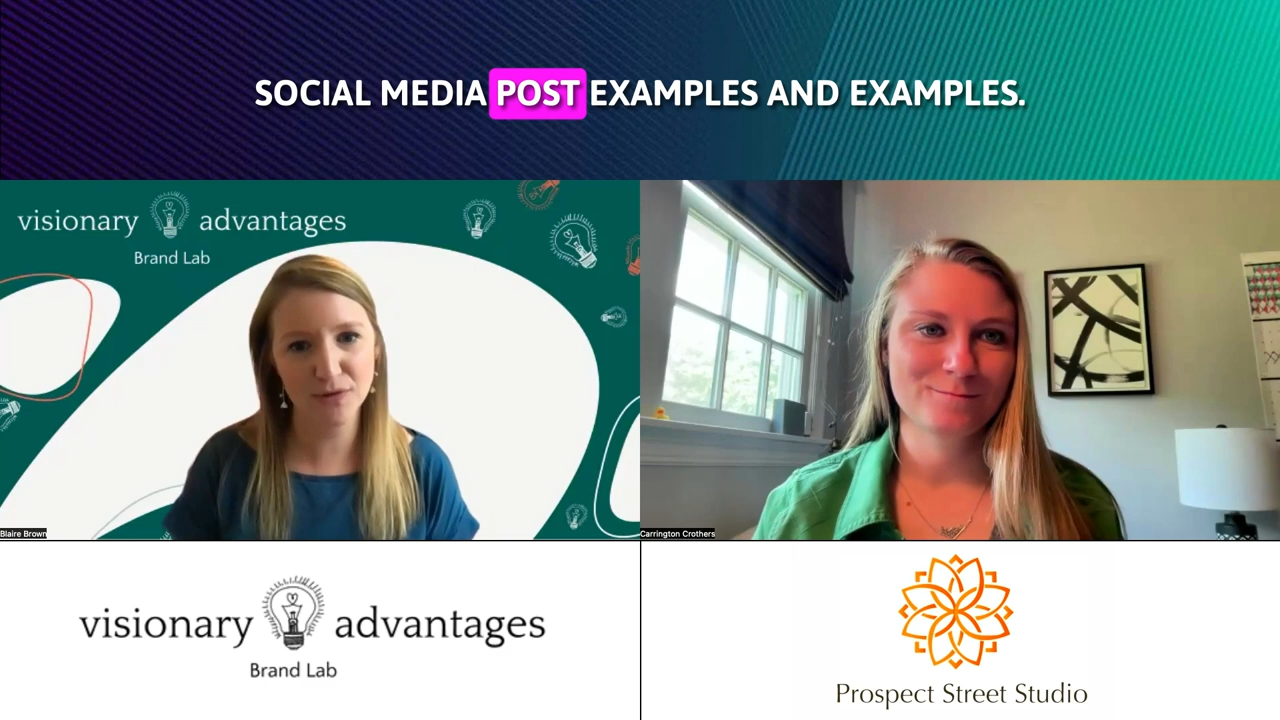 SOCIAL MEDIA POST EXAMPLES AND EXAMPLES.
visionary advantages
Brand Lab
Blaire Brown
Carrington Crothers
visionary advantages
Brand Lab
Prospect Street Studio